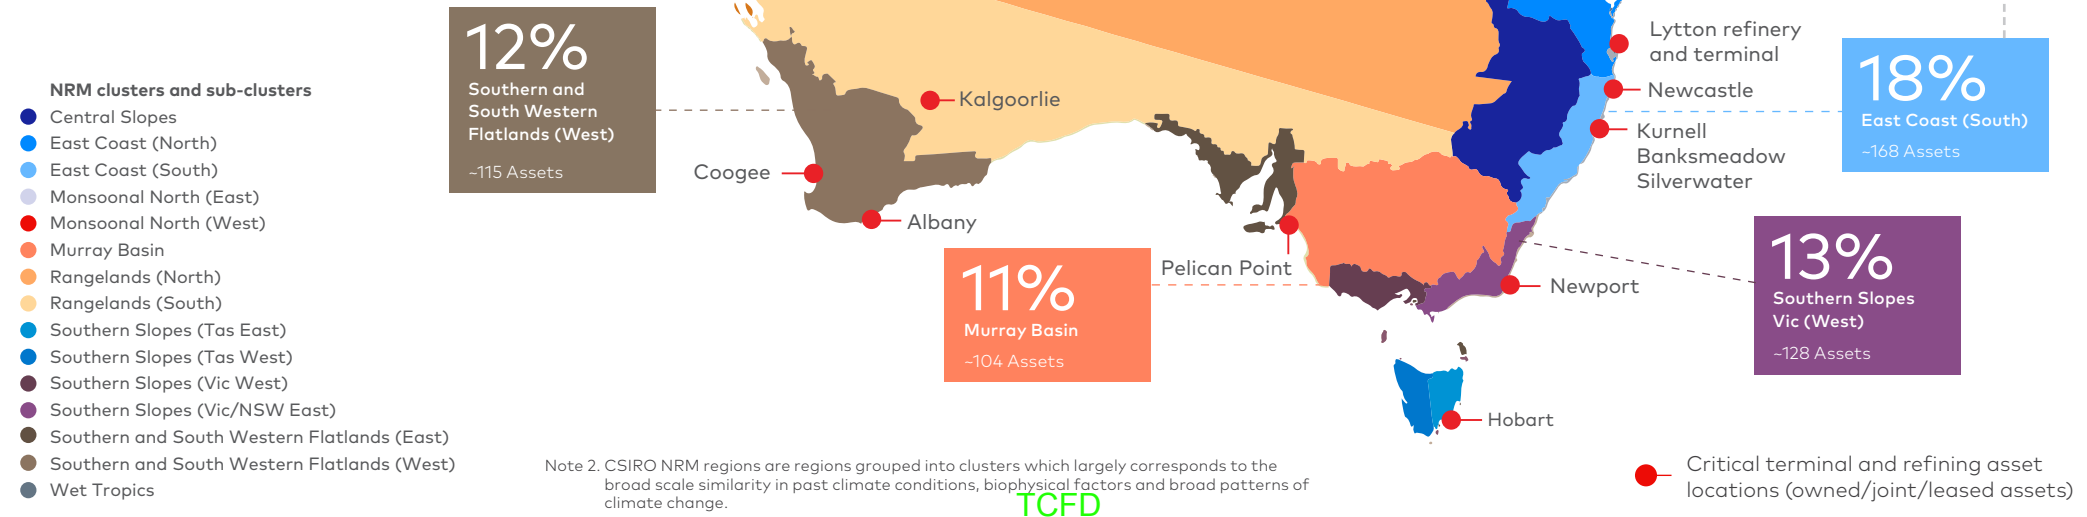 NRM clusters and sub-clusters
Central Slopes
East Coast (North)
East Coast (South)
Monsoonal North (East)
Monsoonal North (West)
Murray Basin
Rangelands (North)
Rangelands (South)
Southern Slopes (Tas East)
Southern Slopes (Tas West)
Southern Slopes (Vic West)
Southern Slopes (Vic/NSW East)
Southern and South Western Flatlands (East)
Southern and South Western Flatlands (West)
Wet Tropics
12%
Southern and
South Western
Flatlands (West)
~115 Assets
Kalgoorlie
Coogee
Albany
11%
Murray Basin
~104 Assets
Pelican Point
Lytton refinery
and terminal
Newcastle
Kurnell
Banksmeadow
Silverwater
18%
East Coast (South)
~168 Assets
13%
Southern Slopes
Vic (West)
~128 Assets
Newport
Hobart
Note 2. CSIRO NRM regions are regions grouped into clusters which largely corresponds to the
broad scale similarity in past climate conditions, biophysical factors and broad patterns of
climate change.
TCFD
Critical terminal and refining asset
locations (owned/joint/leased assets)